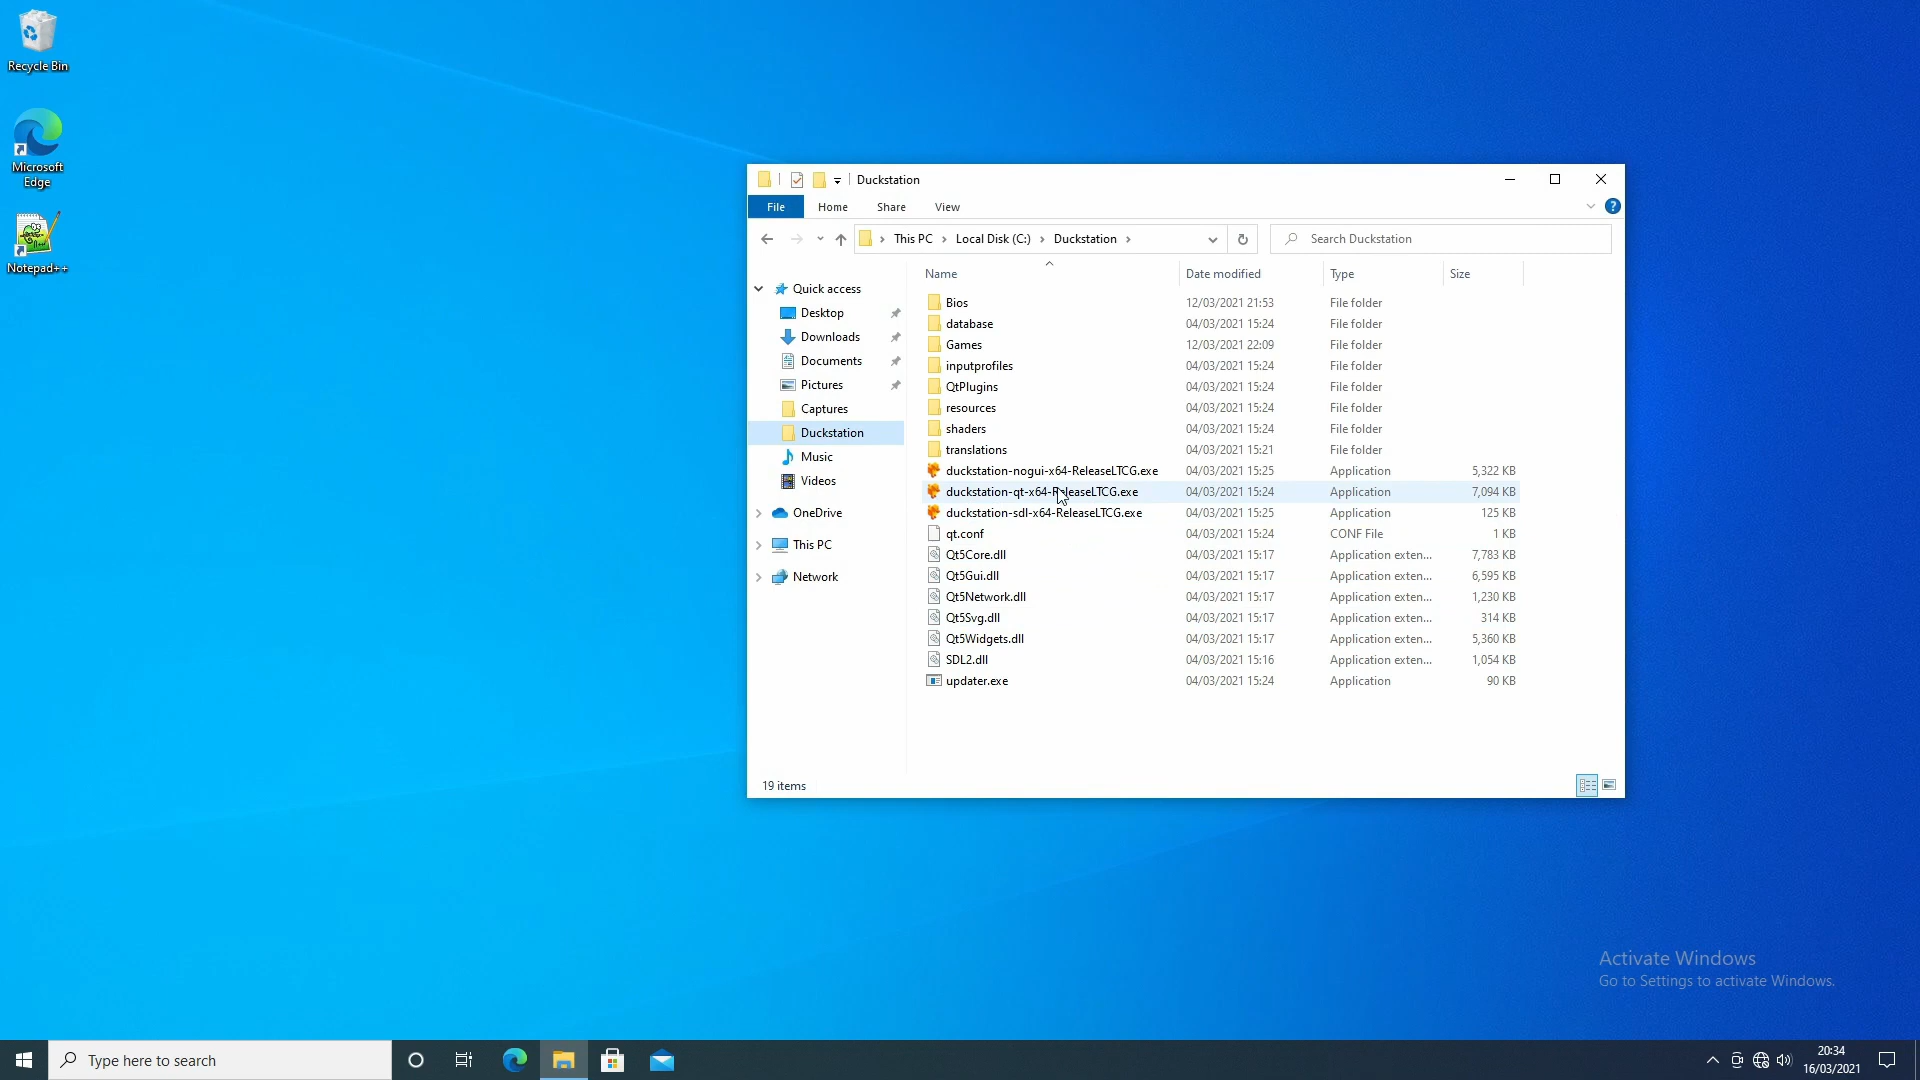 Recycle Bin
Microsoft
Edge
Notepad++
Duckstation
File Home Share View
This PC Local Disk (C:) Duckstation
Search Duckstation
Name Date modified Type Size
Quick access
Desktop
Downloads
Documents
Pictures
Captures
Duckstation
Music
Videos
OneDrive
This PC
Network
Bios 12/03/2021 21:53 File folder
database 04/03/2021 15:24 File folder
Games 12/03/2021 22:09 File folder
inputprofiles 04/03/2021 15:24 File folder
QtPlugins 04/03/2021 15:24 File folder
resources 04/03/2021 15:24 File folder
shaders 04/03/2021 15:24 File folder
translations 04/03/2021 15:21 File folder
duckstation-nogui-x64-ReleaseLTCG.exe 04/03/2021 15:25 Application 5,322 KB
duckstation-qt-x64-ReleaseLTCG.exe 04/03/2021 15:24 Application 7,094 KB
duckstation-sdl-x64-ReleaseLTCG.exe 04/03/2021 15:25 Application 125 KB
qt.conf 04/03/2021 15:24 CONF File 1 KB
Qt5Core.dll 04/03/2021 15:17 Application exten... 7,783 KB
Qt5Gui.dll 04/03/2021 15:17 Application exten... 6,595 KB
Qt5Network.dll 04/03/2021 15:17 Application exten... 1,230 KB
Qt5Svg.dll 04/03/2021 15:17 Application exten... 314 KB
Qt5Widgets.dll 04/03/2021 15:17 Application exten... 5,360 KB
SDL2.dll 04/03/2021 15:16 Application exten... 1,054 KB
updater.exe 04/03/2021 15:24 Application 90 KB
19 items
Activate Windows
Go to Settings to activate Windows.
Type here to search
20:34
16/03/2021